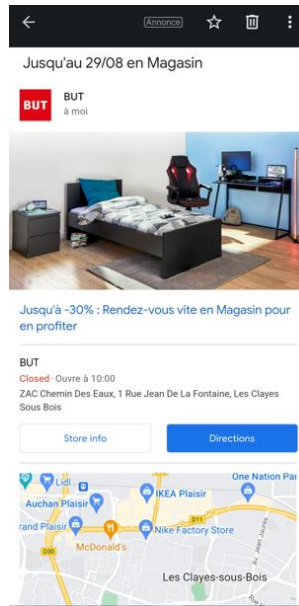 Annonce
Jusqu'au 29/08 en Magasin
BUT
BUT
à moi
Jusqu'à -30% : Rendez-vous vite en Magasin pour
en profiter
BUT
Closed · Ouvre à 10:00
ZAC Chemin Des Eaux, 1 Rue Jean De La Fontaine, Les Clayes
Sous Bois
Store info
Directions
Lidl
One Nation Par
IKEA Plaisir
Auchan Plaisir
rand Plaisir
D11
Nike Factory Store
McDonald's
D30
Av. Jean Jaurès
Les Clayes-sous-Bois